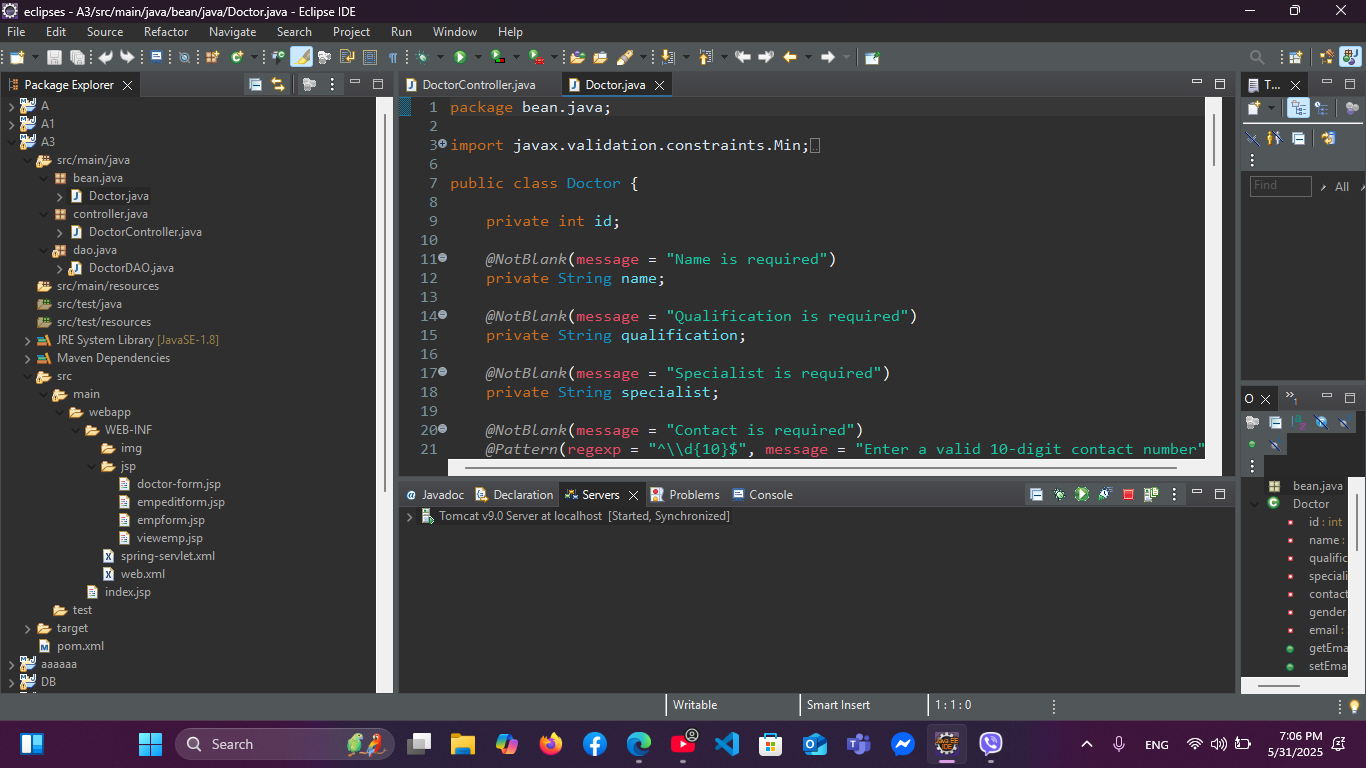 eclipses - A3/src/main/java/bean/java/Doctor.java - Eclipse IDE
File Edit Source Refactor Navigate Search Project Run Window Help
Package Explorer
A
A1
A3
src/main/java
bean.java
Doctor.java
controller.java
DoctorController.java
dao.java
DoctorDAO.java
src/main/resources
src/test/java
src/test/resources
JRE System Library [JavaSE-1.8]
Maven Dependencies
src
main
webapp
WEB-INF
img
jsp
doctor-form.jsp
empeditform.jsp
empform.jsp
viewemp.jsp
spring-servlet.xml
web.xml
index.jsp
test
target
pom.xml
aaaaaa
DB
DoctorController.java Doctor.java
1 package bean.java;
2
3 import javax.validation.constraints.Min;
6
7 public class Doctor {
8
9 private int id;
10
11 @NotBlank(message = "Name is required")
12 private String name;
13
14 @NotBlank(message = "Qualification is required")
15 private String qualification;
16
17 @NotBlank(message = "Specialist is required")
18 private String specialist;
19
20 @NotBlank(message = "Contact is required")
21 @Pattern(regexp = "^\\d{10}$", message = "Enter a valid 10-digit contact number"
Javadoc Declaration Servers Problems Console
Tomcat v9.0 Server at localhost [Started, Synchronized]
T...
Find
All
O
1
bean.java
Doctor
id : int
name :
qualific
speciali
contact
gender
email :
getEma
setEma
Writable Smart Insert 1 : 1 : 0
Search
ENG
7:06 PM
5/31/2025